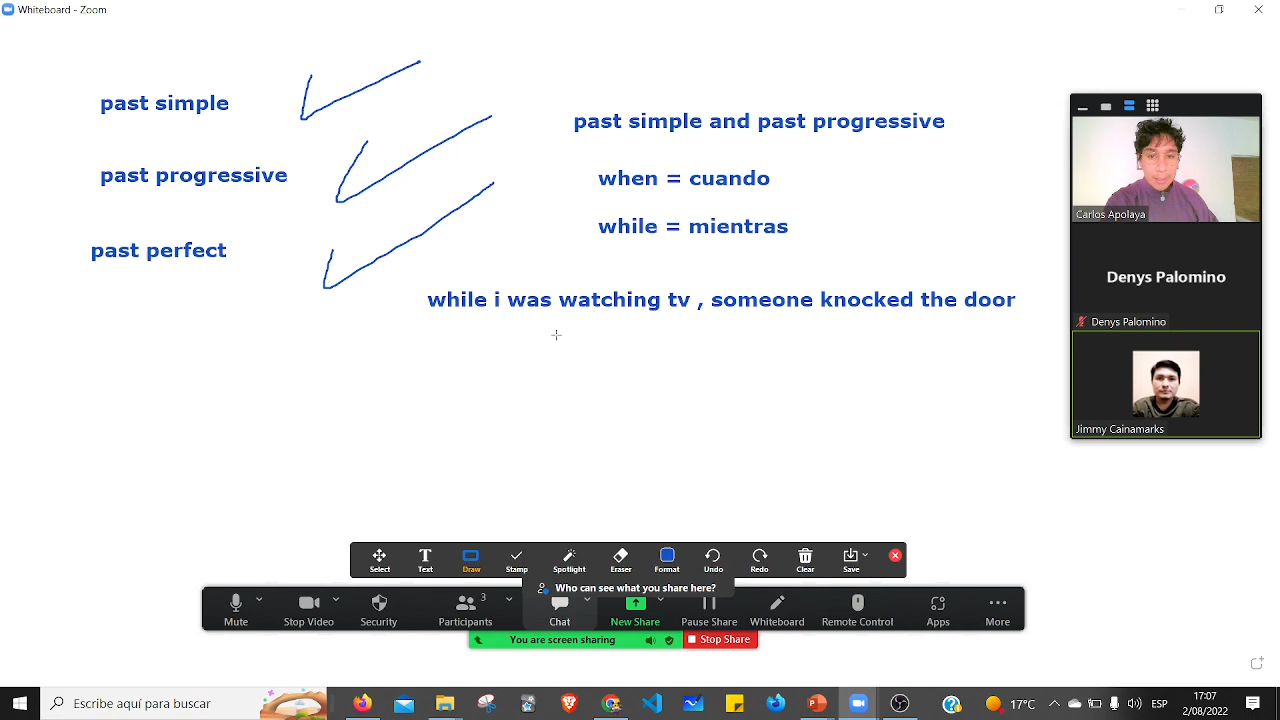 Whiteboard - Zoom
past simple
past progressive
past perfect
past simple and past progressive
when = cuando
while = mientras
while i was watching tv , someone knocked the door
Carlos Apolaya
Denys Palomino
Denys Palomino
Jimmy Cainamarks
Select Text Draw Stamp Spotlight Eraser Format Undo Redo Clear Save
Who can see what you share here?
3
Mute Stop Video Security Participants Chat New Share Pause Share Whiteboard Remote Control Apps More
You are screen sharing Stop Share
Escribe aquí para buscar
17°C
ESP
17:07
2/08/2022